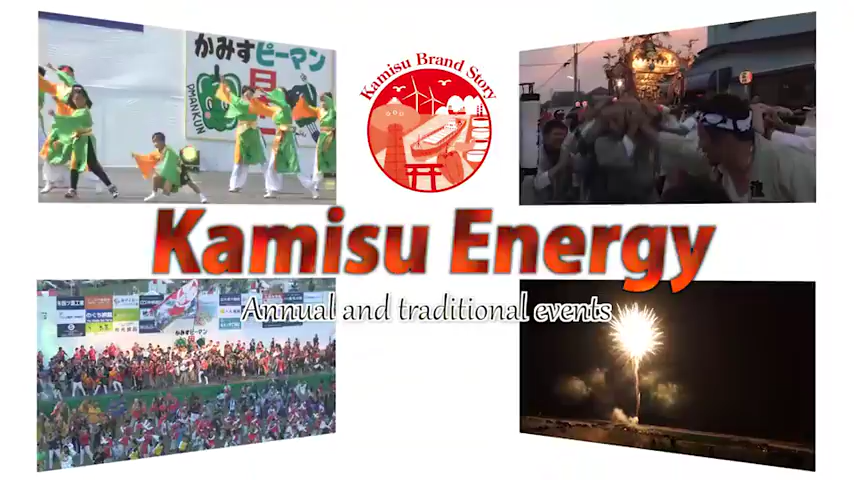 かみすピーマン
DMANKUN
Kamisu Brand Story
Kamisu Energy
Annual and traditional events
かみすピーマン